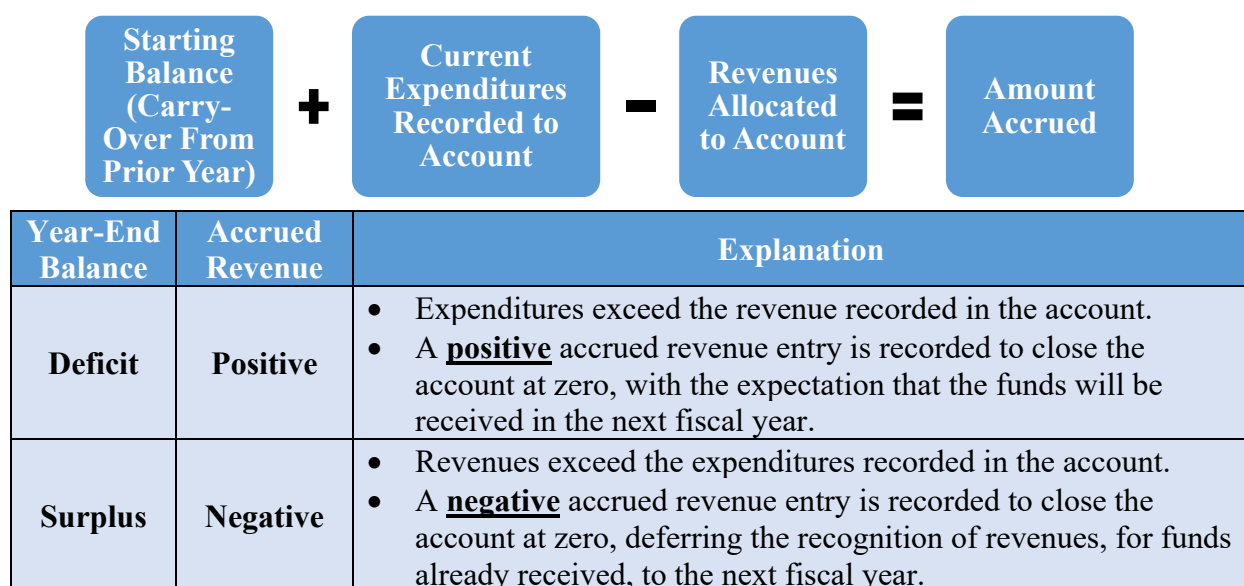 Starting
Balance
(Carry-
Over From
Prior Year)
+
Current
Expenditures
Recorded to
Account
-
Revenues
Allocated
to Account
=
Amount
Accrued
Year-End
Balance
Accrued
Revenue
Explanation
Deficit
Positive
• Expenditures exceed the revenue recorded in the account.
• A positive accrued revenue entry is recorded to close the
account at zero, with the expectation that the funds will be
received in the next fiscal year.
Surplus
Negative
• Revenues exceed the expenditures recorded in the account.
• A negative accrued revenue entry is recorded to close the
account at zero, deferring the recognition of revenues, for funds
already received, to the next fiscal year.